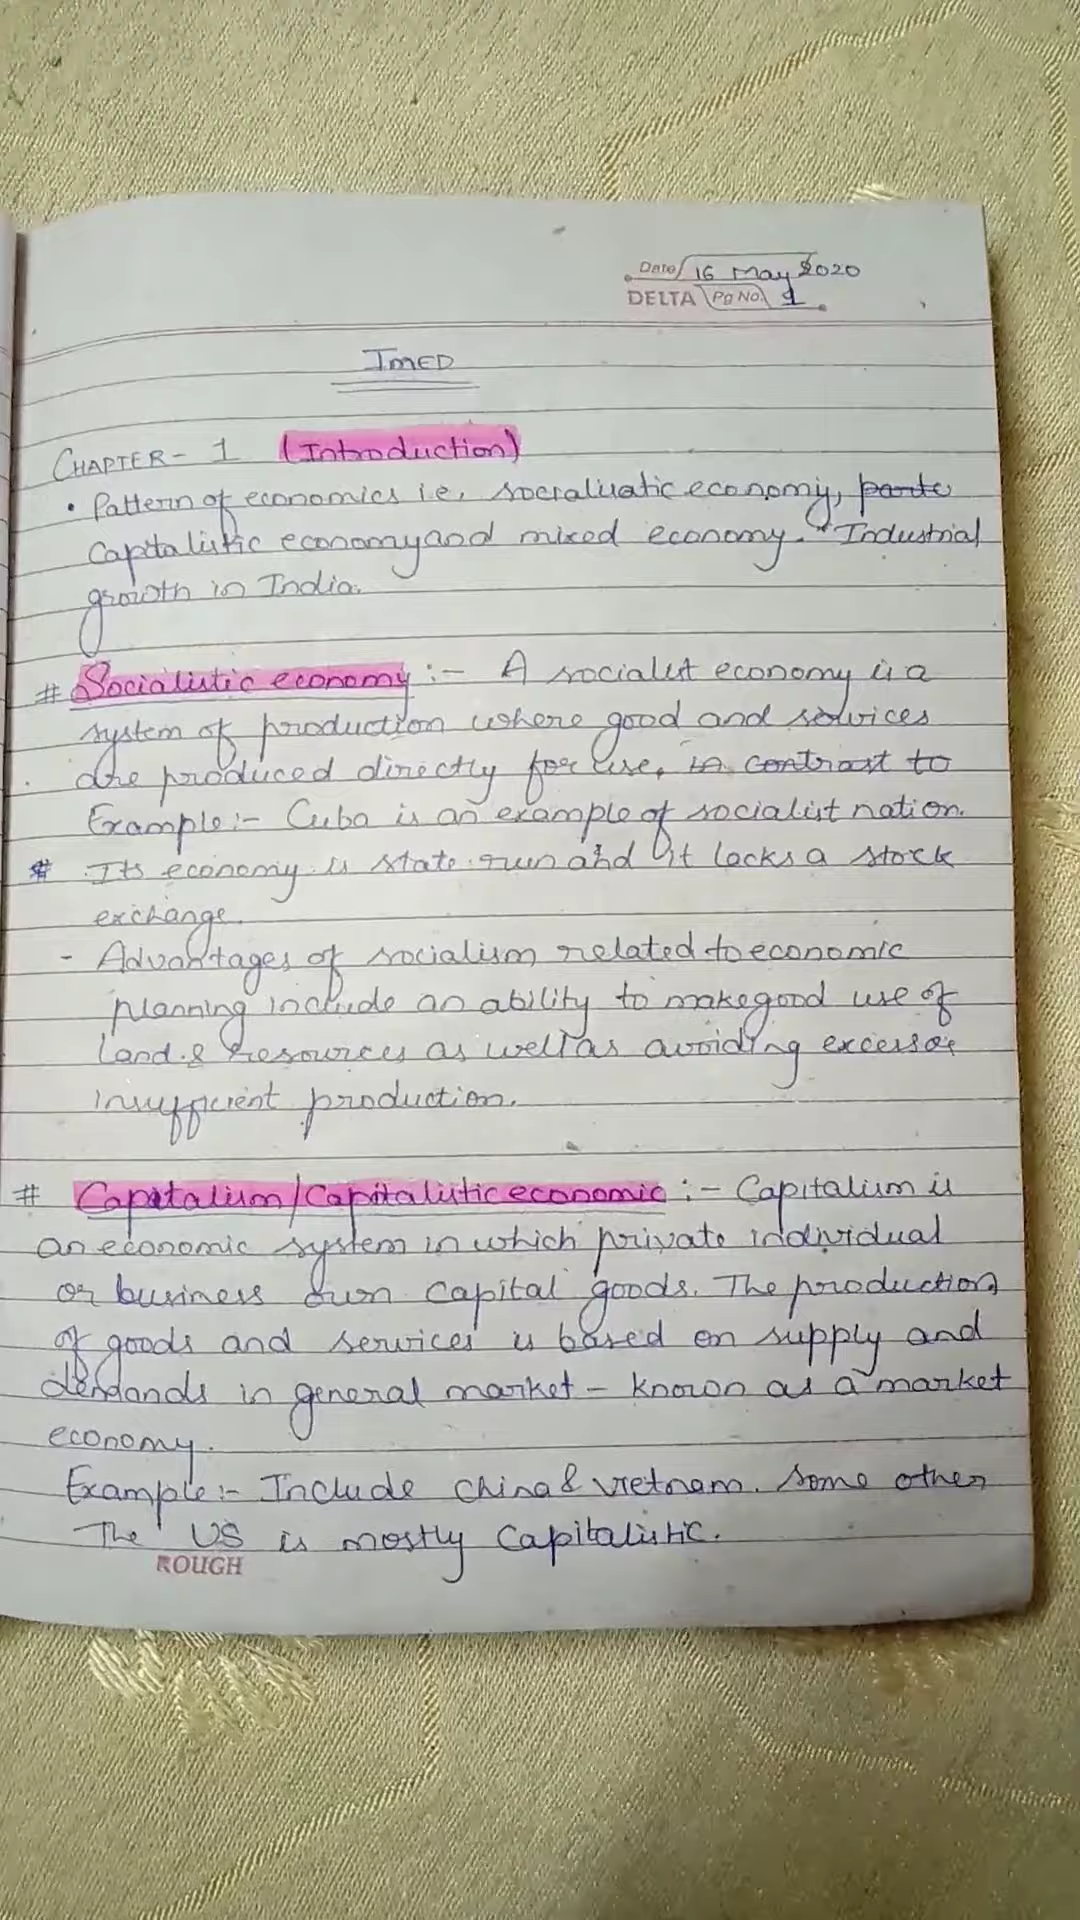 Date 16 May 2020
DELTA Pg No. 1
ImED
CHAPTER - 1 (Introduction)
• Pattern of economics i.e, socialistic economy, parte
Capitalistic economy and mixed economy. " Industrial
growth in India.
# Socialistic economy :- A socialist economy is a
system of production where good and services
are produced directly for use, in contrast to
Example:- Cuba is an example of socialist nation.
# Its economy is state run and it lacks a stock
exchange.
- Advantages of socialism related to economic
planning include an ability to make good use of
land & resources as well as avoiding excess or
insufficient production.
# Capitalism/Capitalistic economic :- Capitalism is
an economic system in which private individual
or business own capital goods. The production
of goods and services is based on supply and
demands in general market - known as a market
economy.
Example:- Include china & vietnam. Some other
The US is mostly Capitalistic.
ROUGH